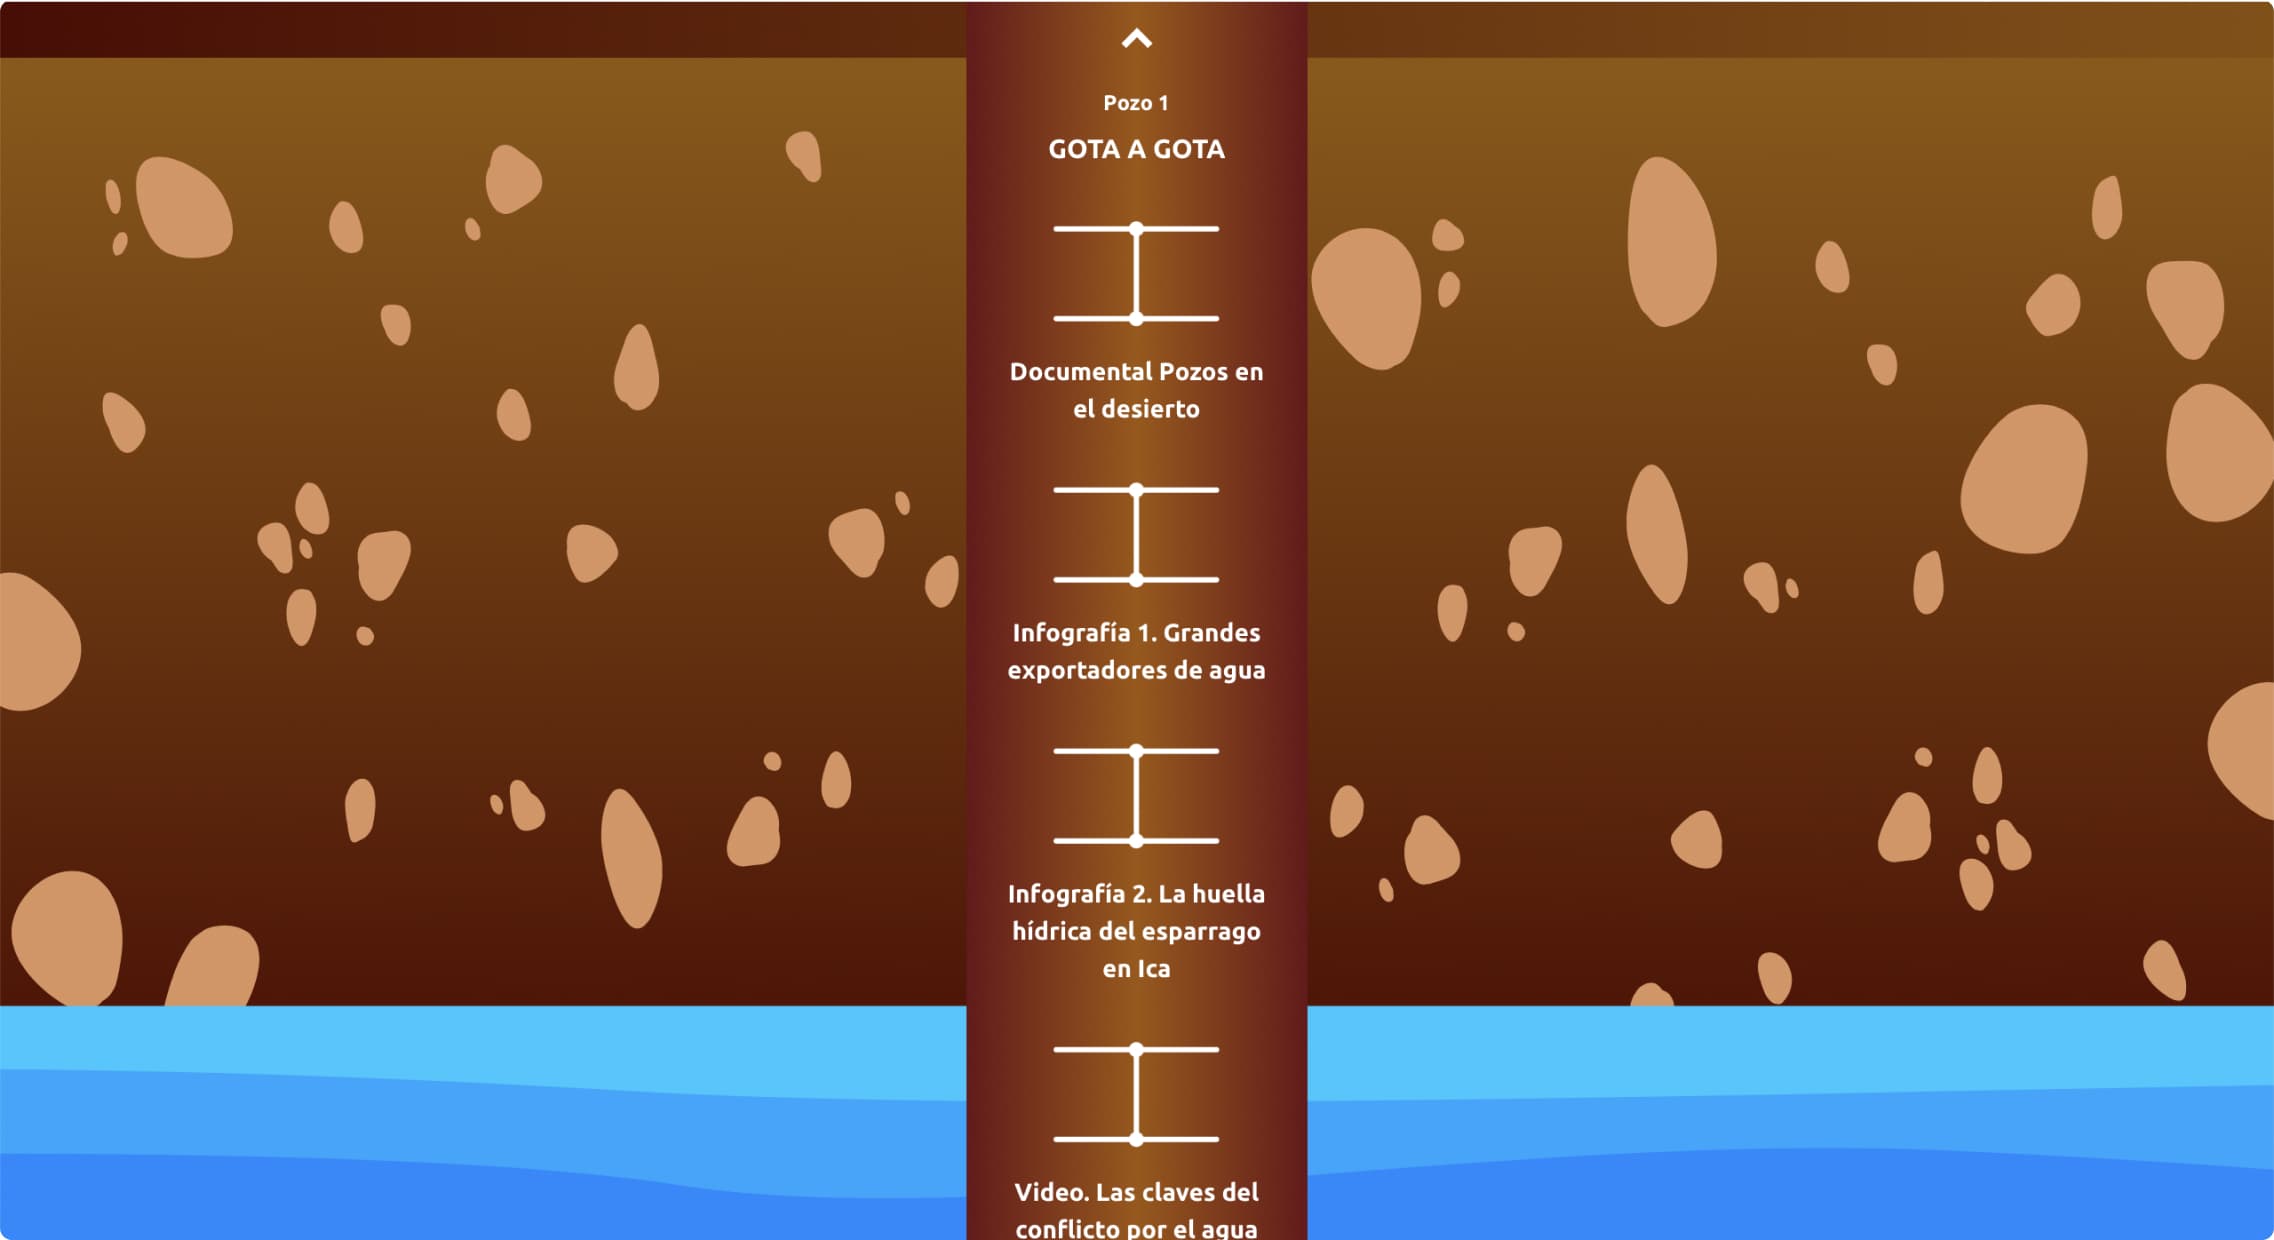 Pozo 1
GOTA A GOTA
Documental Pozos en
el desierto
Infografía 1. Grandes
exportadores de agua
Infografía 2. La huella
hídrica del esparrago
en Ica
Video. Las claves del
conflicto por el agua